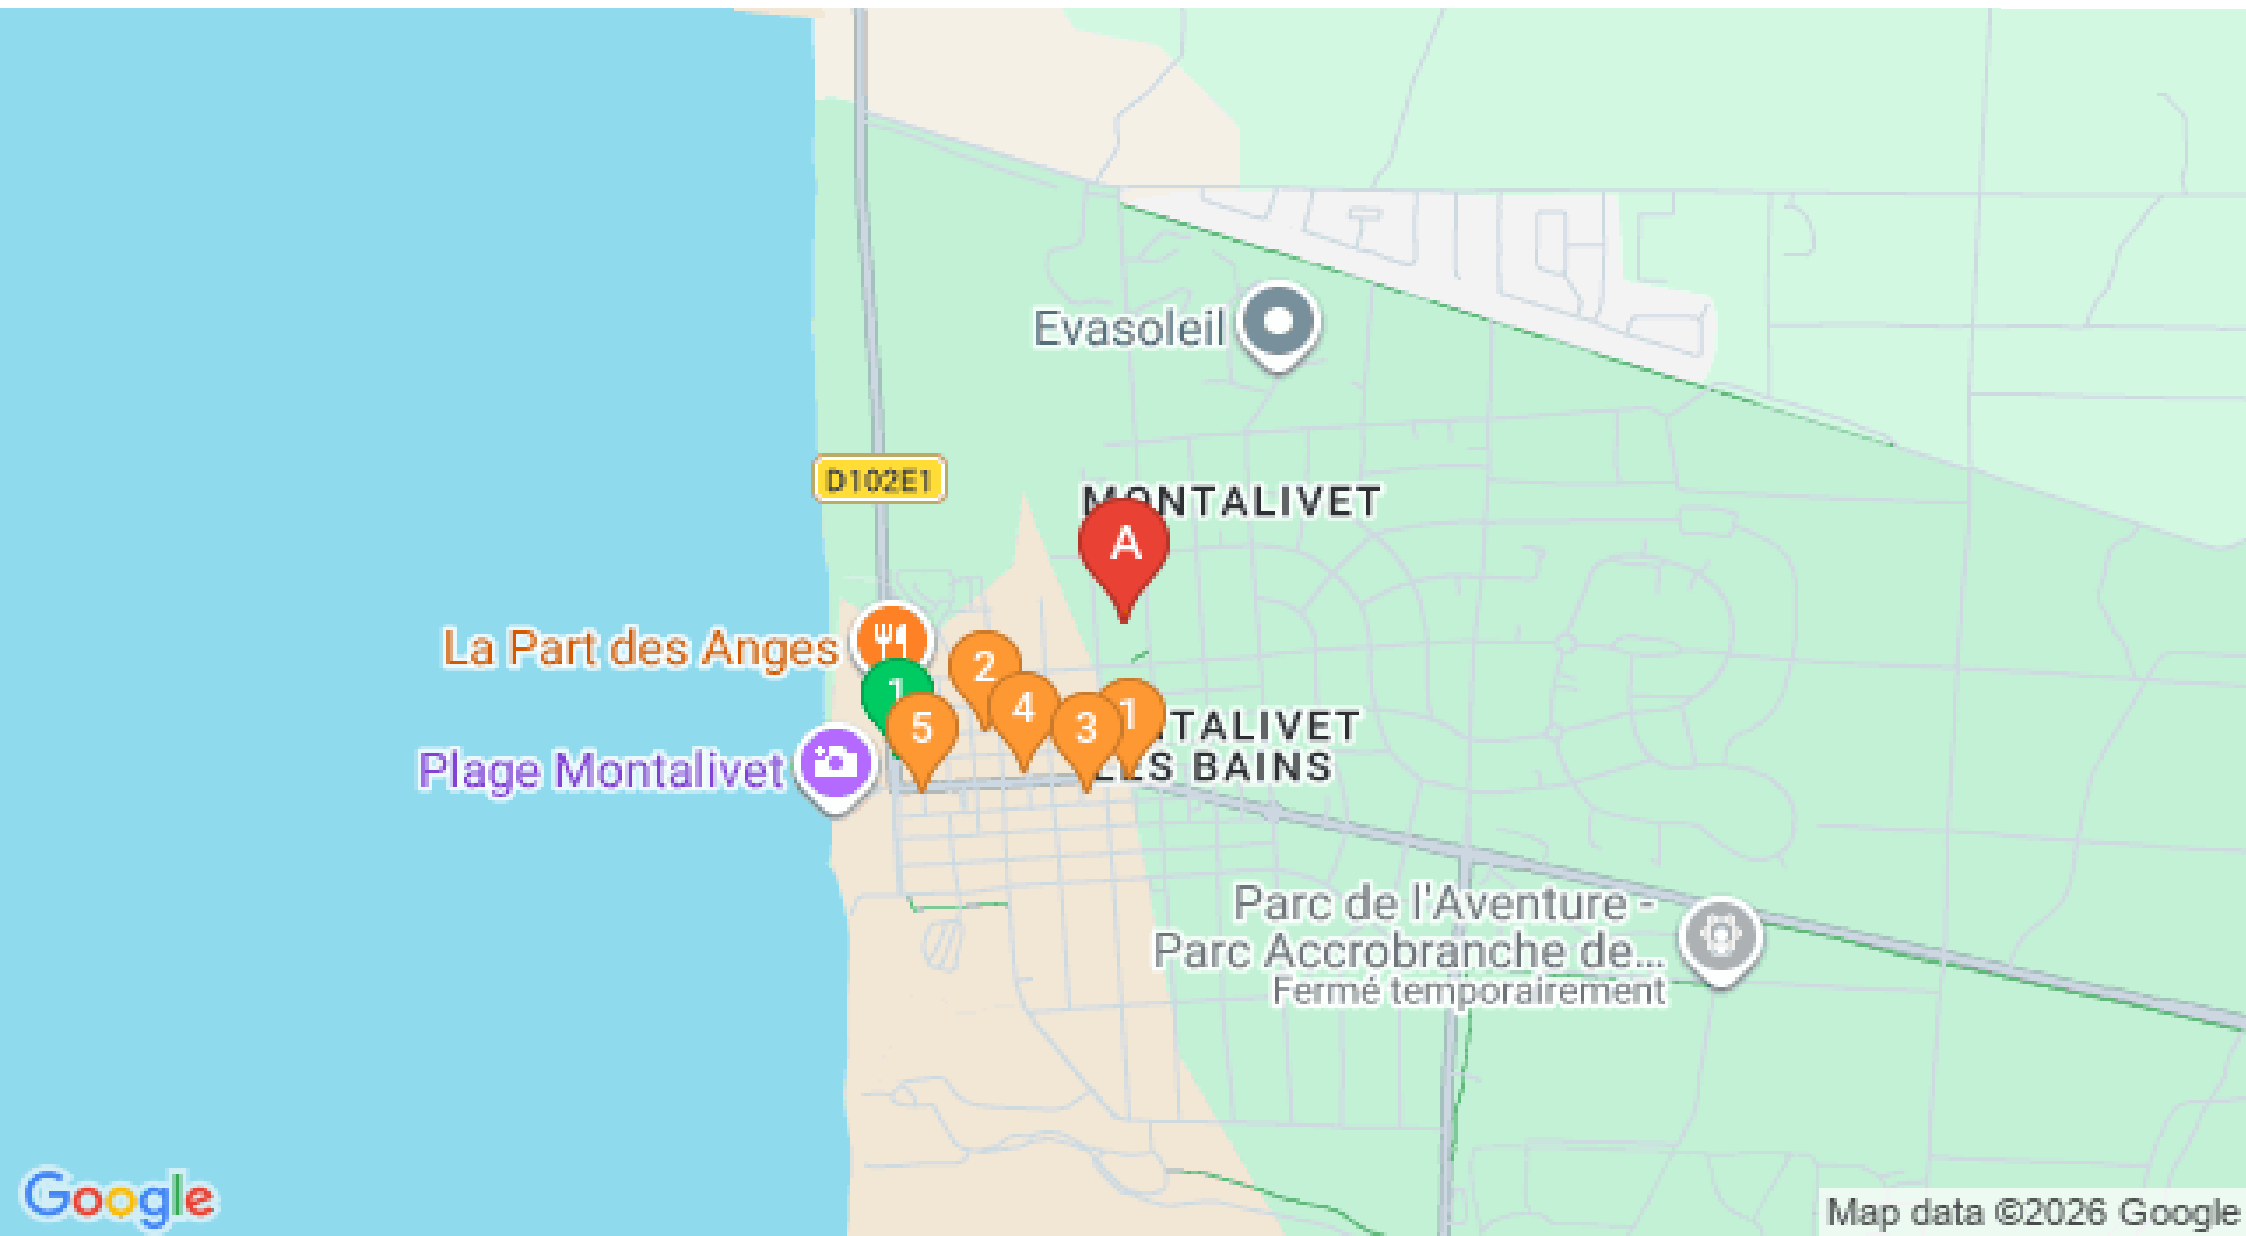 Evasoleil
D102E1
MONTALIVET
A
La Part des Anges
1
2
4
5
3
1
TALIVET
LES BAINS
Plage Montalivet
Parc de l'Aventure -
Parc Accrobranche de...
Fermé temporairement
Google
Map data ©2026 Google